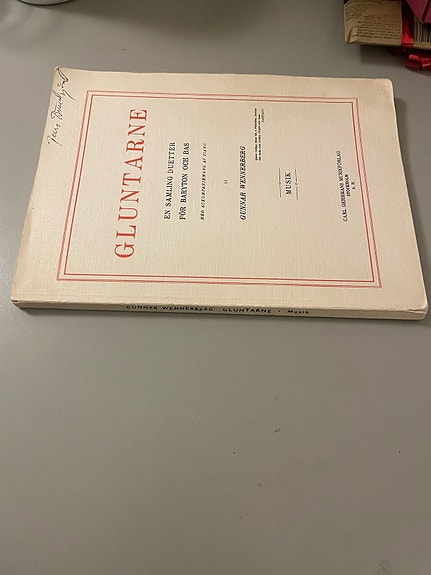 GLUNTARNE
EN SAMLING DUETTER
FÖR BARYTON OCH BAS
MED ACKOMPANJEMANG AF PIANO
AF
GUNNAR WENNERBERG
MUSIK
CARL GEHRMANS MUSIKFÖRLAG
STOCKHOLM
GUNNAR WENNERBERG: GLUNTARNE • Musik